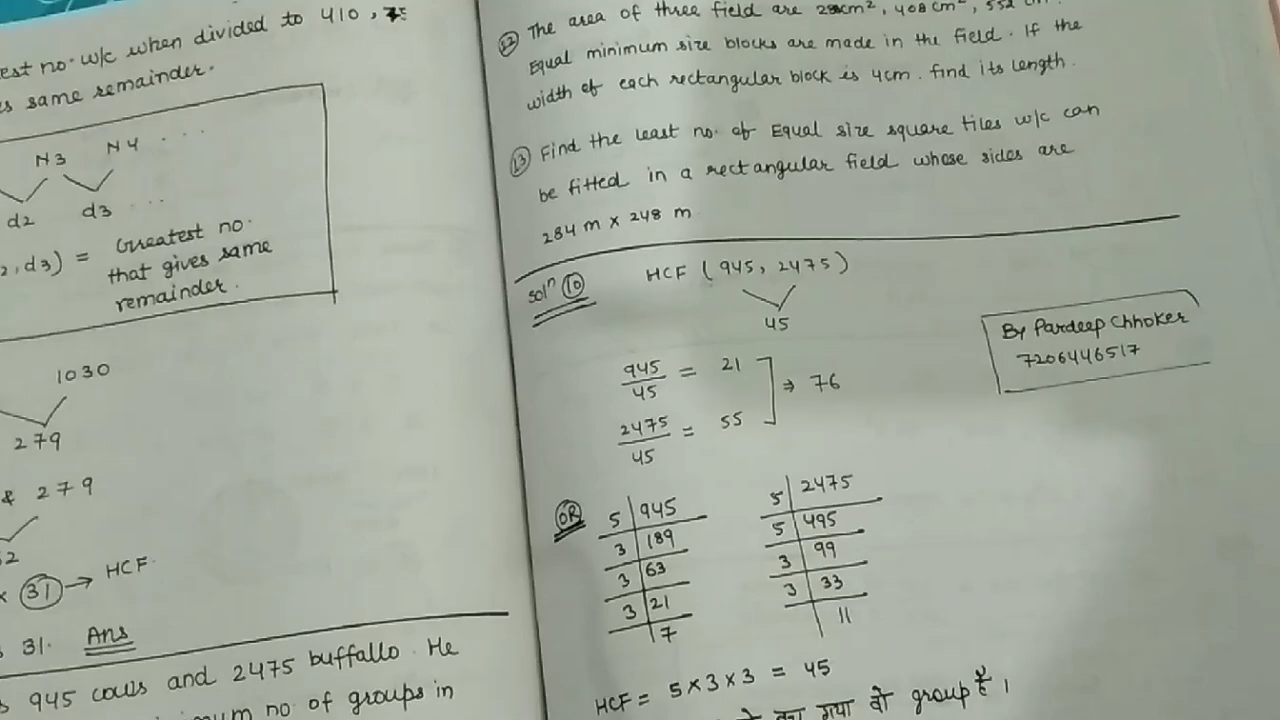 est no. w/c when divided to 410,
s same remainder.
N3 N4 ....
d2 d3 ...
2, d3) = Greatest no.
that gives same
remainder.
1030
279
& 279
x 31 → HCF
31. Ans
945 cows and 2475 buffallo. He
no. of groups in
The area of three field are
Equal minimum size blocks are made in the field. If the
width of each rectangular block is 4cm. find its length.
13 Find the least no. of Equal size square tiles w/c can
be fitted in a rectangular field whose sides are
284 m x 248 m
Solⁿ 10 HCF (945, 2475)
45
945/45 = 21
⇒ 76
2475/45 = 55
By Pardeep Chhoker
7206446517
OR
5 | 945
3 | 189
3 | 63
3 | 21
| 7
5 | 2475
5 | 495
3 | 99
3 | 33
| 11
HCF = 5 x 3 x 3 = 45
गया वो group है।